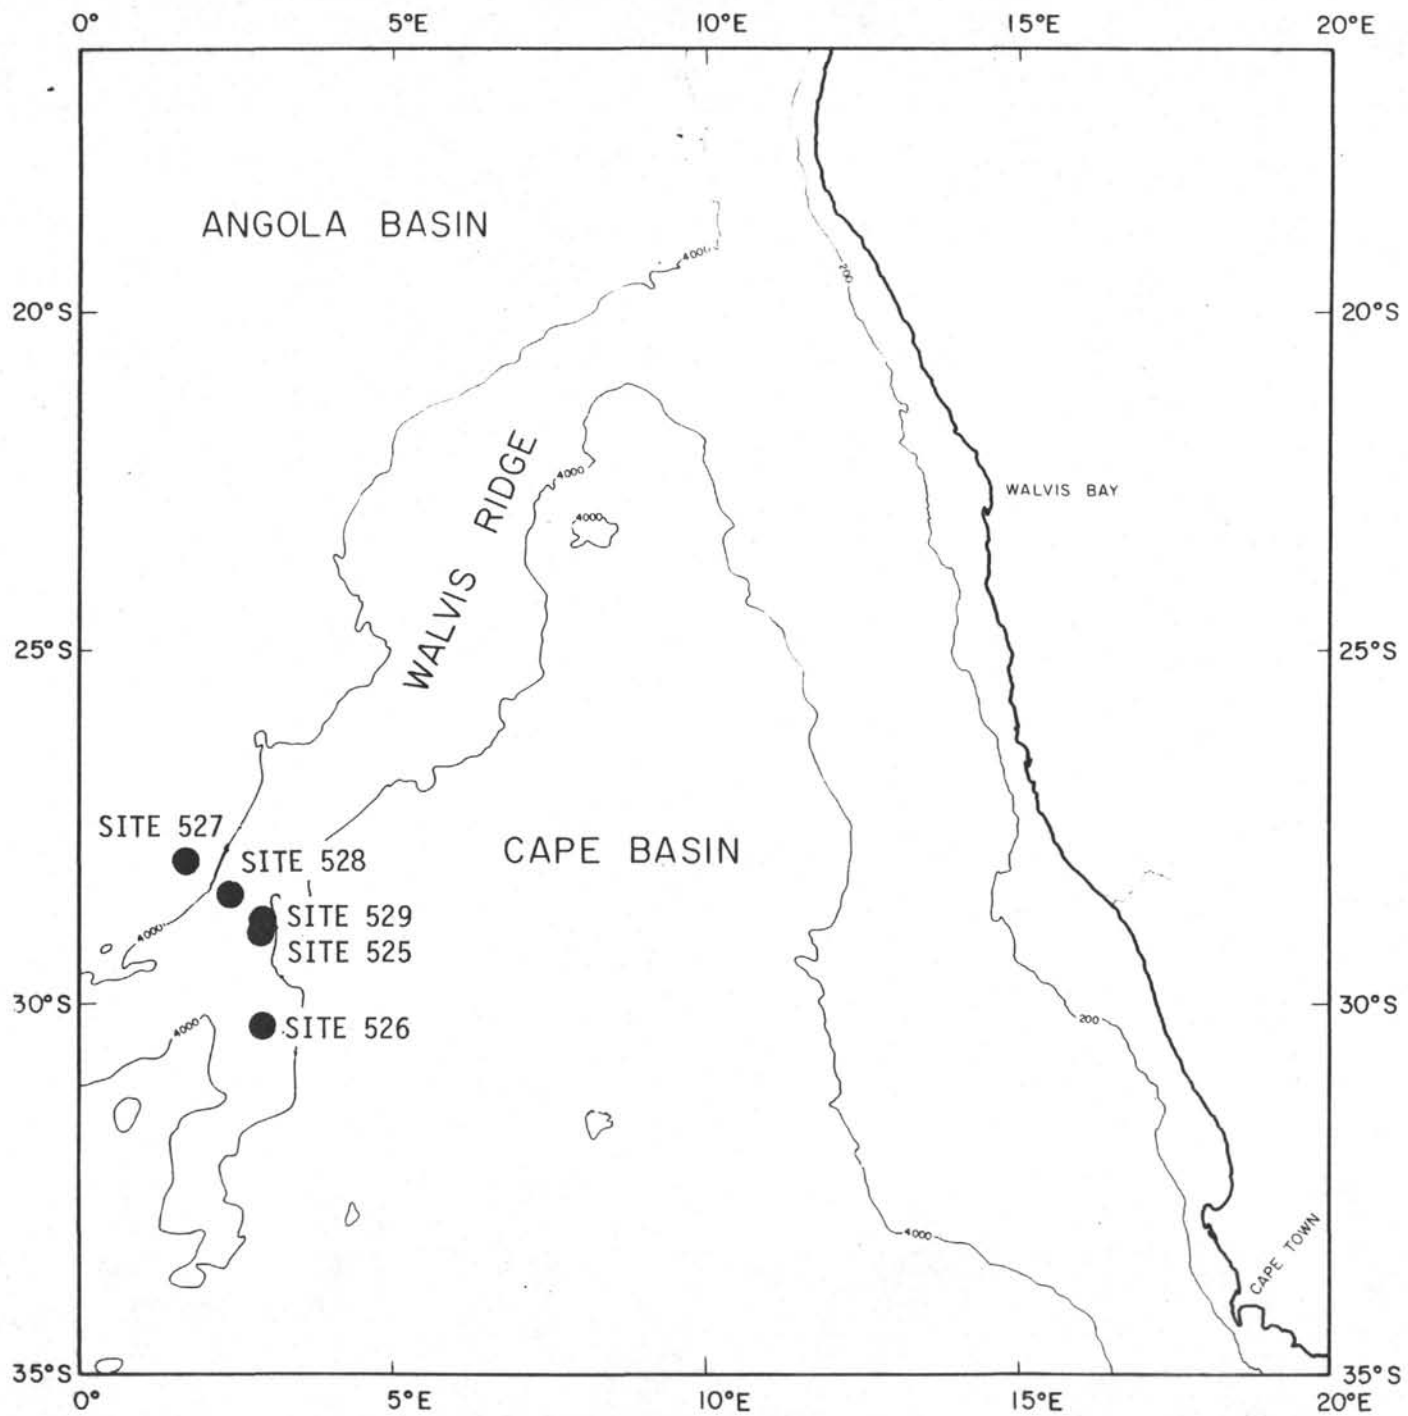 0° 5°E 10°E 15°E 20°E
ANGOLA BASIN
4000
200
20°S 20°S
WALVIS RIDGE
4000
WALVIS BAY
4000
25°S 25°S
SITE 527
CAPE BASIN
SITE 528
SITE 529
4000
SITE 525
30°S 30°S
4000
SITE 526
200
4000
CAPE TOWN
35°S 35°S
0° 5°E 10°E 15°E 20°E